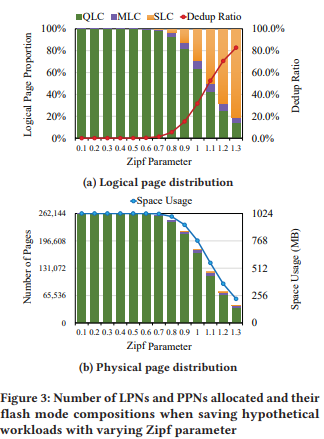 QLC MLC SLC Dedup Ratio
100% 100.0%
80% 80.0%
60% 60.0%
40% 40.0%
20% 20.0%
0% 0.0%
Logical Page Proportion
Dedup Ratio
0.1 0.2 0.3 0.4 0.5 0.6 0.7 0.8 0.9 1 1.1 1.2 1.3
Zipf Parameter
(a) Logical page distribution
Space Usage
262,144 1024
196,608 768
131,072 512
65,536 256
0 0
Number of Pages
Space Usage (MB)
0.1 0.2 0.3 0.4 0.5 0.6 0.7 0.8 0.9 1 1.1 1.2 1.3
Zipf Parameter
(b) Physical page distribution
Figure 3: Number of LPNs and PPNs allocated and their
flash mode compositions when saving hypothetical
workloads with varying Zipf parameter